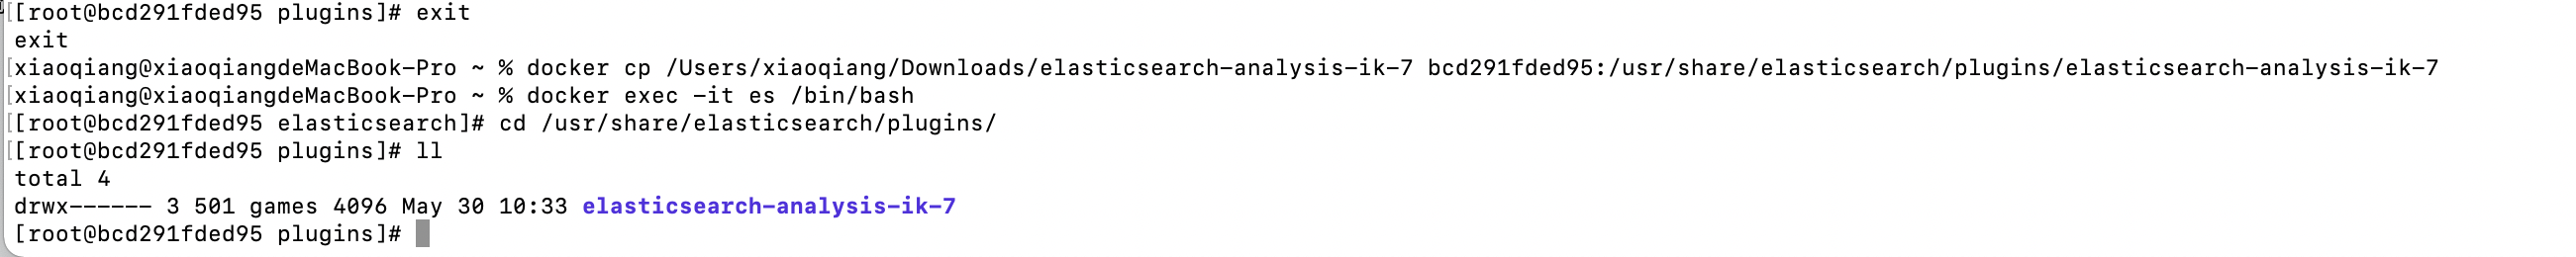 [[root@bcd291fded95 plugins]# exit
exit
[xiaoqiang@xiaoqiangdeMacBook-Pro ~ % docker cp /Users/xiaoqiang/Downloads/elasticsearch-analysis-ik-7 bcd291fded95:/usr/share/elasticsearch/plugins/elasticsearch-analysis-ik-7
[xiaoqiang@xiaoqiangdeMacBook-Pro ~ % docker exec -it es /bin/bash
[[root@bcd291fded95 elasticsearch]# cd /usr/share/elasticsearch/plugins/
[[root@bcd291fded95 plugins]# ll
total 4
drwx------ 3 501 games 4096 May 30 10:33 elasticsearch-analysis-ik-7
[root@bcd291fded95 plugins]#